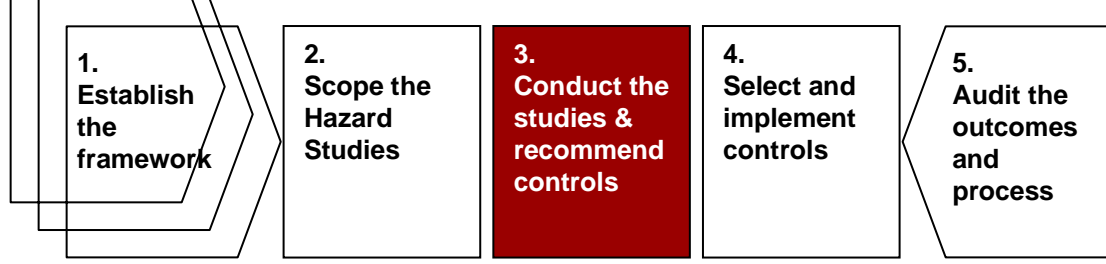 1.
Establish
the
framework
2.
Scope the
Hazard
Studies
3.
Conduct the
studies &
recommend
controls
4.
Select and
implement
controls
5.
Audit the
outcomes
and
process